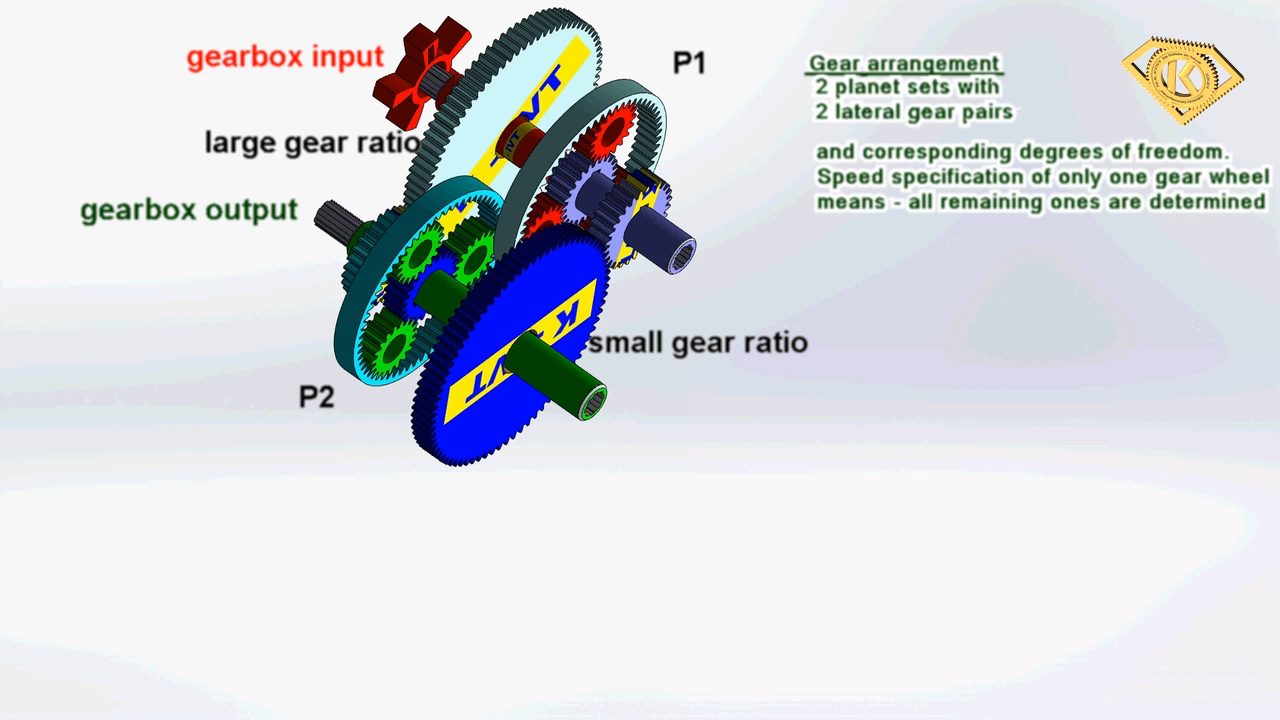 gearbox input
P1
large gear ratio
gearbox output
small gear ratio
P2
Gear arrangement
2 planet sets with
2 lateral gear pairs
and corresponding degrees of freedom.
Speed specification of only one gear wheel
means - all remaining ones are determined
K